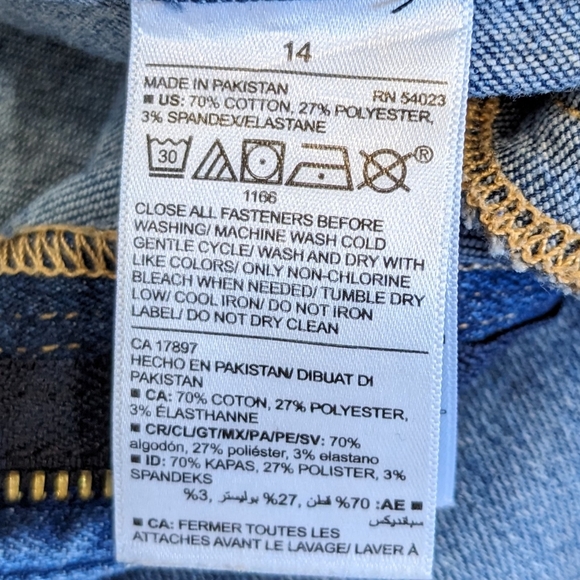 14
MADE IN PAKISTAN RN 54023
■ US: 70% COTTON, 27% POLYESTER,
3% SPANDEX/ELASTANE
30
®
1166
CLOSE ALL FASTENERS BEFORE
WASHING/ MACHINE WASH COLD
GENTLE CYCLE/ WASH AND DRY WITH
LIKE COLORS/ ONLY NON-CHLORINE
BLEACH WHEN NEEDED/ TUMBLE DRY
LOW/ COOL IRON/ DO NOT IRON
LABEL/ DO NOT DRY CLEAN
CA 17897
HECHO EN PAKISTAN/ DIBUAT DI
PAKISTAN
■ CA: 70% COTON, 27% POLYESTER,
3% ÉLASTHANNE
■ CR/CL/GT/MX/PA/PE/SV: 70%
algodón, 27% poliéster, 3% elastano
■ ID: 70% KAPAS, 27% POLISTER, 3%
SPANDEKS
■ AE: 70% قطن, 27% بوليستر, 3%
سباندكس
■ CA: FERMER TOUTES LES
ATTACHES AVANT LE LAVAGE/ LAVER À